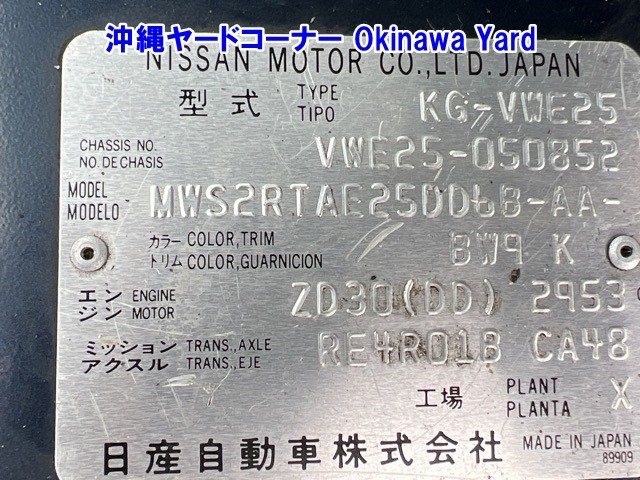 沖縄ヤードコーナー Okinawa Yard
NISSAN MOTOR CO.,LTD.JAPAN
型式 TYPE TIPO KG-VWE25
CHASSIS NO. NO.DE CHASIS VWE25-050852
MODEL MODELO MWS2RTAE25DD6B-AA-
カラー COLOR,TRIM トリム COLOR,GUARNICION BW9 K
エンジン ENGINE MOTOR ZD30(DD) 2953
ミッション TRANS.,AXLE アクスル TRANS.,EJE RE4R01B CA48
工場 PLANT PLANTA X
日産自動車株式会社 MADE IN JAPAN
89909